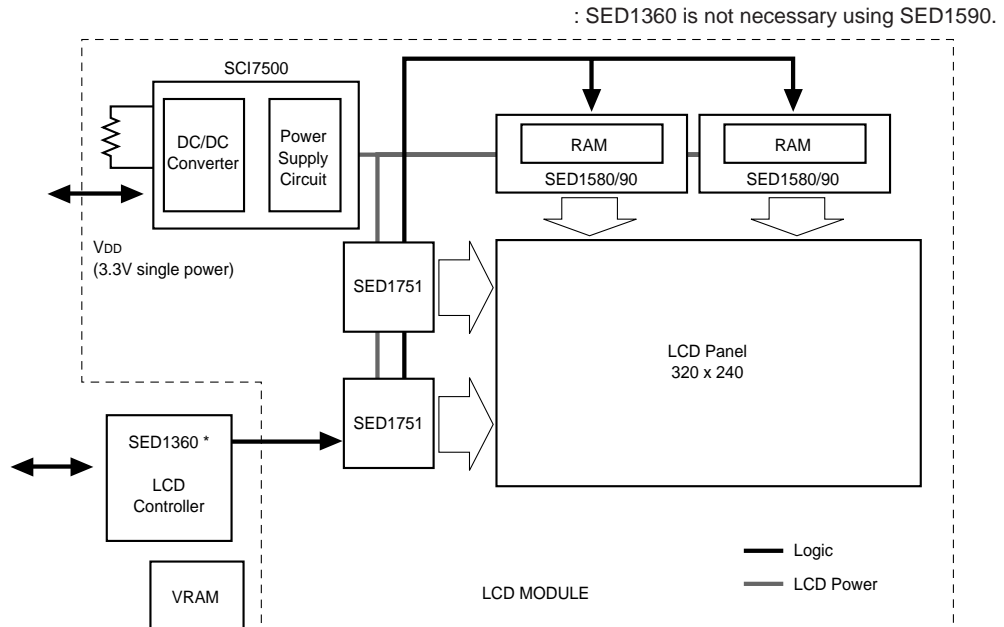 : SED1360 is not necessary using SED1590.
SCI7500
DC/DC
Converter
Power
Supply
Circuit
RAM
SED1580/90
RAM
SED1580/90
VDD
(3.3V single power)
SED1751
LCD Panel
320 x 240
SED1751
SED1360 *
LCD
Controller
Logic
LCD Power
VRAM
LCD MODULE